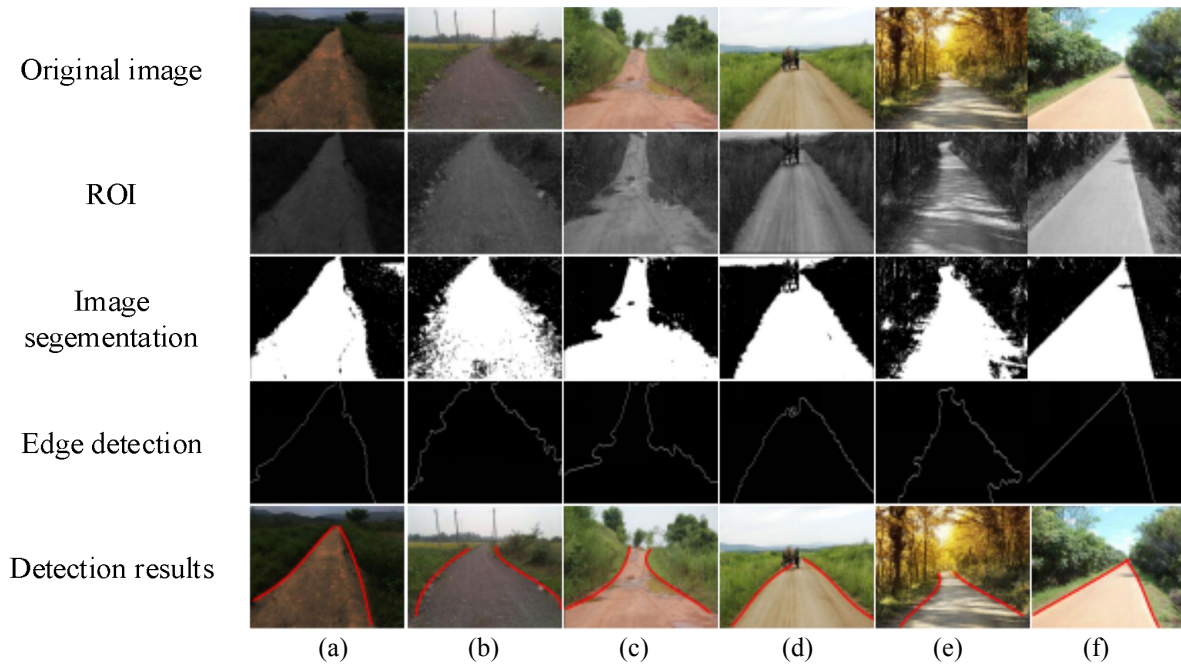 Original image
ROI
Image
segementation
Edge detection
Detection results
(a) (b) (c) (d) (e) (f)